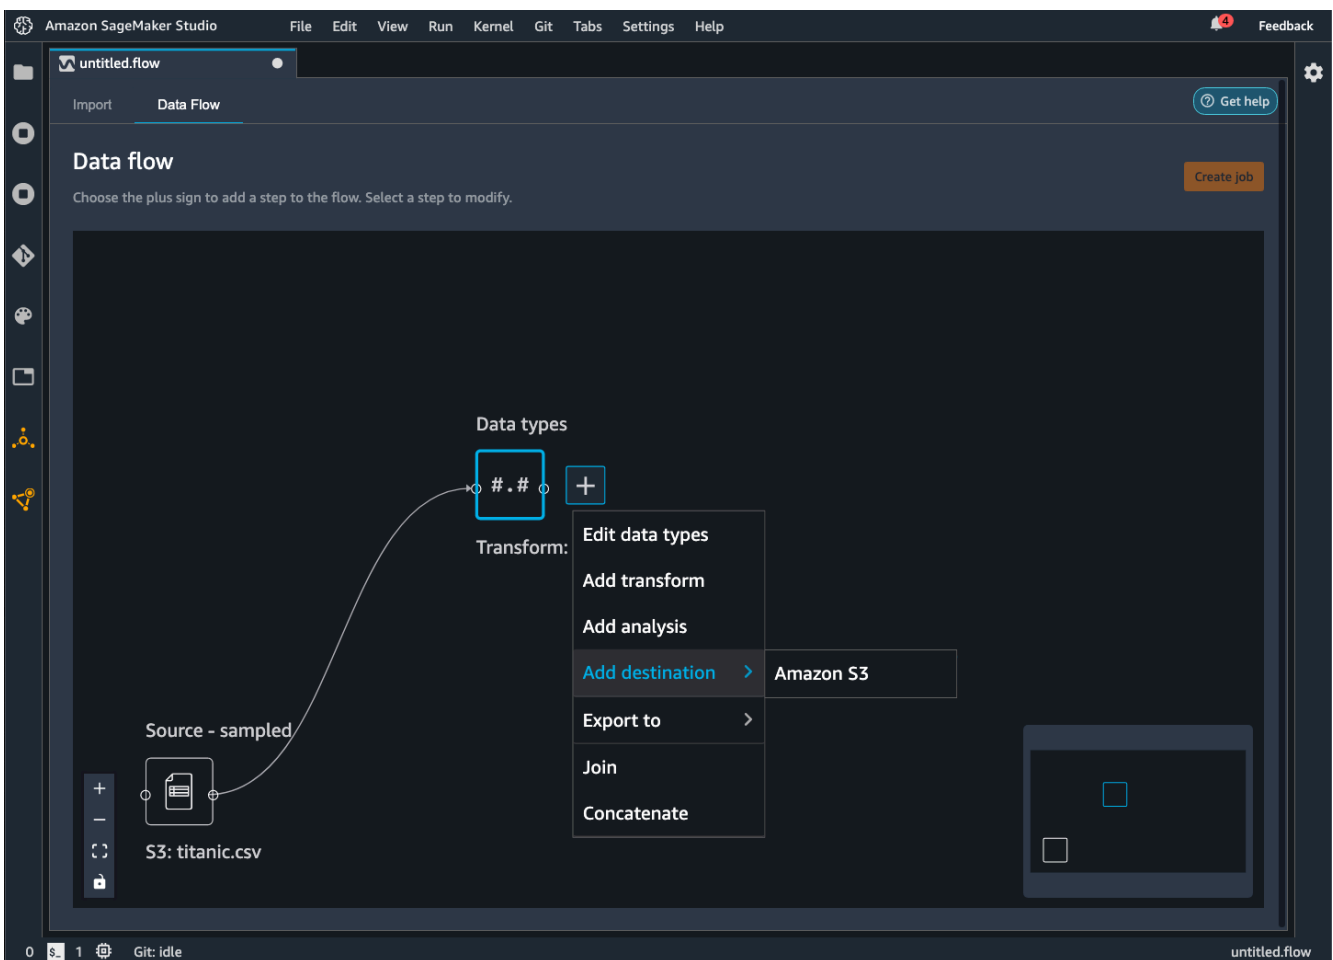 Amazon SageMaker Studio File Edit View Run Kernel Git Tabs Settings Help 4 Feedback
untitled.flow
Import Data Flow Get help
Data flow
Create job
Choose the plus sign to add a step to the flow. Select a step to modify.
Data types
#.#
Transform:
Edit data types
Add transform
Add analysis
Add destination
Amazon S3
Export to
Join
Concatenate
Source - sampled
S3: titanic.csv
0 $_ 1 Git: idle untitled.flow